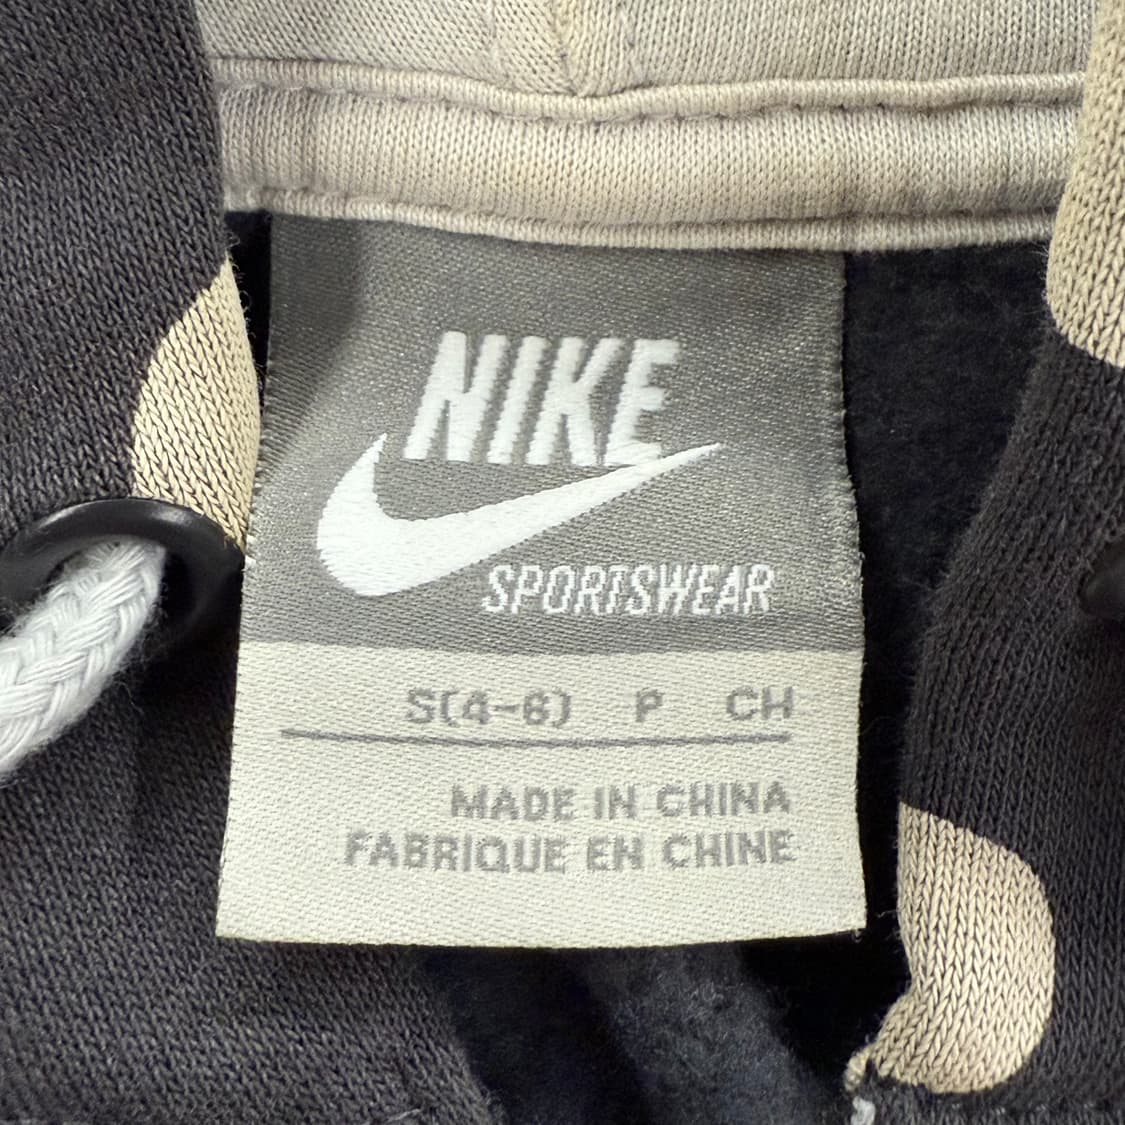 NIKE
SPORTSWEAR
S(4-6) P CH
MADE IN CHINA
FABRIQUE EN CHINE